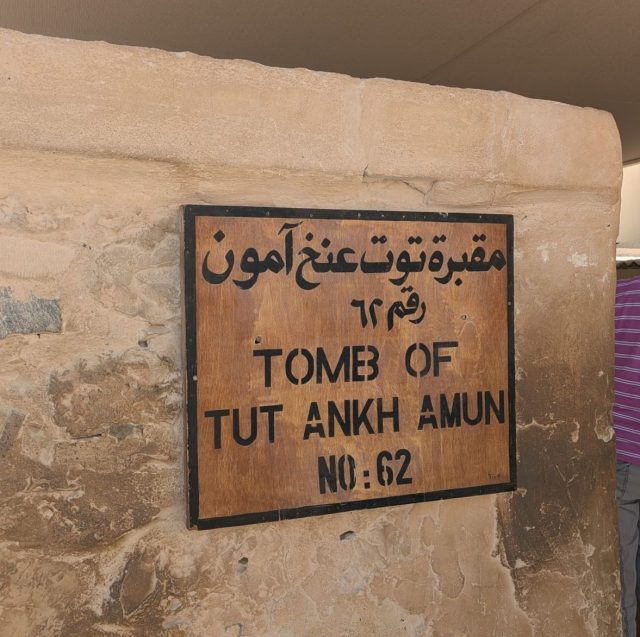 مقبرة توت عنخ آمون
رقم ٦٢
TOMB OF
TUT ANKH AMUN
NO: 62